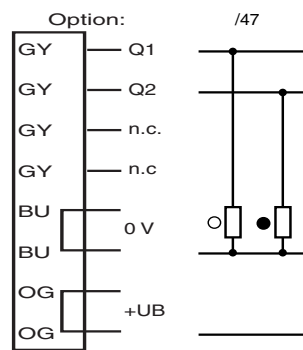 Option: /47
GY Q1
GY Q2
GY n.c.
GY n.c
BU
0 V
BU
OG
+UB
OG